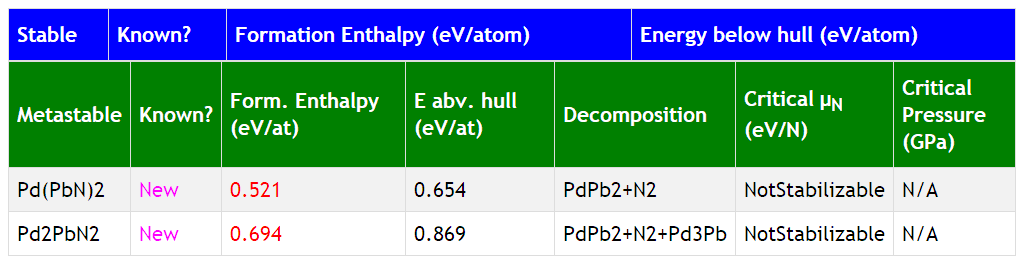 Stable Known? Formation Enthalpy (eV/atom) Energy below hull (eV/atom)
Metastable Known? Form. Enthalpy (eV/at) E abv. hull (eV/at) Decomposition Critical μN (eV/N) Critical Pressure (GPa)
Pd(PbN)2 New 0.521 0.654 PdPb2+N2 NotStabilizable N/A
Pd2PbN2 New 0.694 0.869 PdPb2+N2+Pd3Pb NotStabilizable N/A